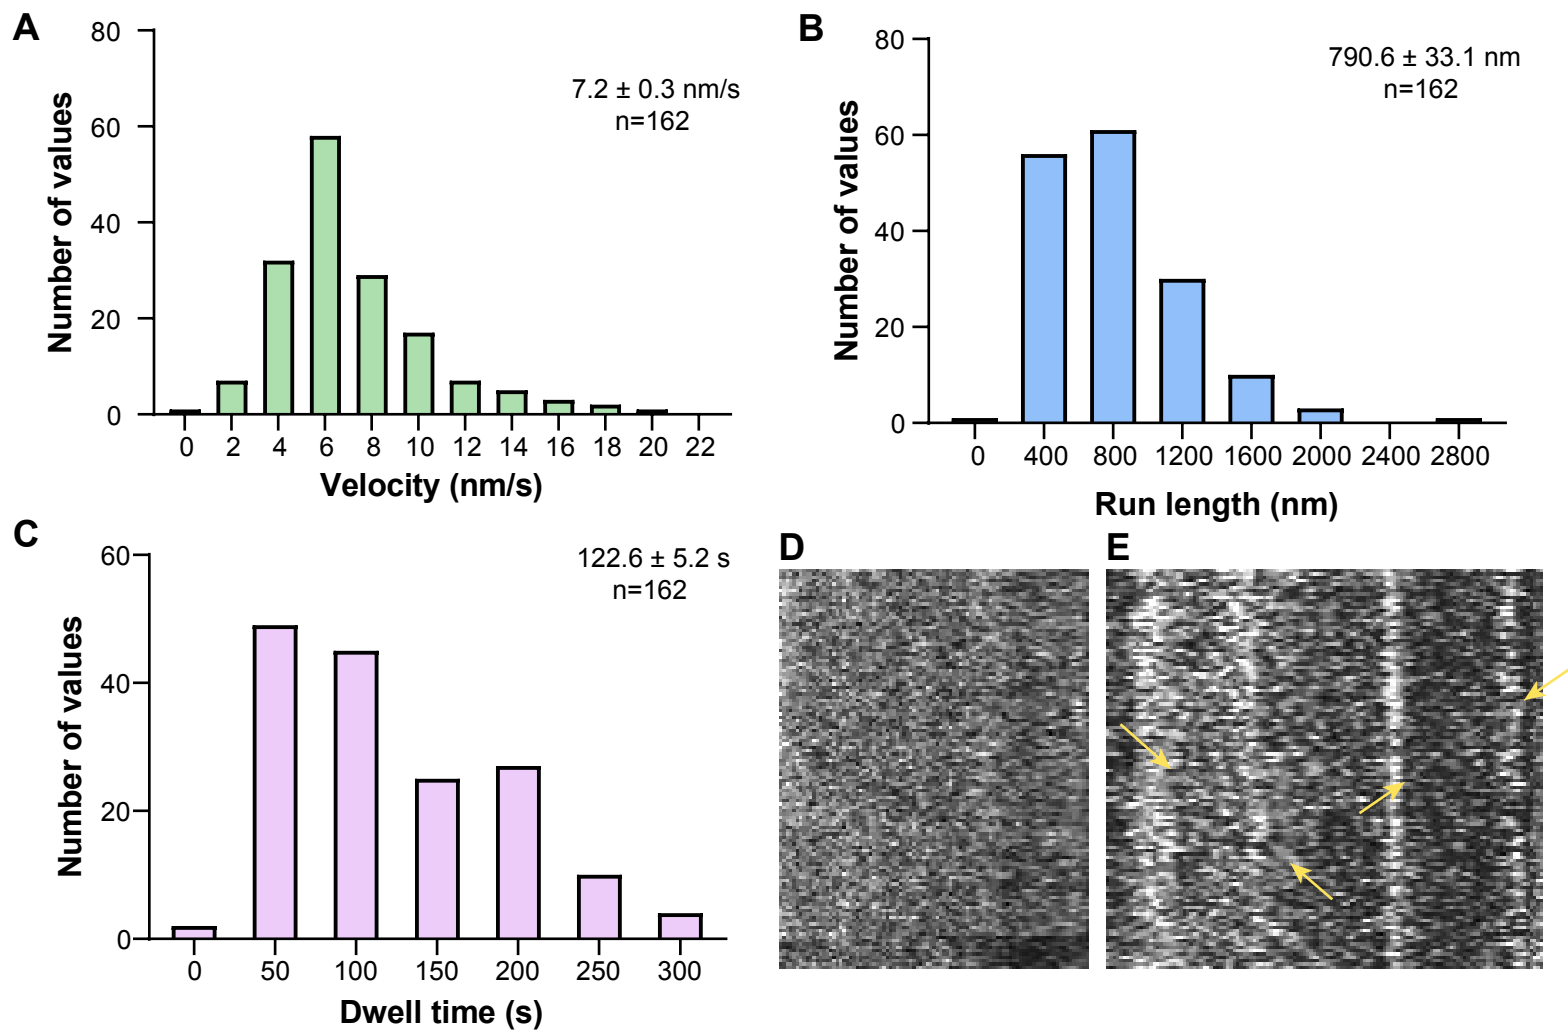 A
80
60
40
20
0
Number of values
7.2 ± 0.3 nm/s
n=162
0 2 4 6 8 10 12 14 16 18 20 22
Velocity (nm/s)
B
80
60
40
20
0
Number of values
790.6 ± 33.1 nm
n=162
0 400 800 1200 1600 2000 2400 2800
Run length (nm)
C
60
40
20
0
Number of values
122.6 ± 5.2 s
n=162
0 50 100 150 200 250 300
Dwell time (s)
D
E